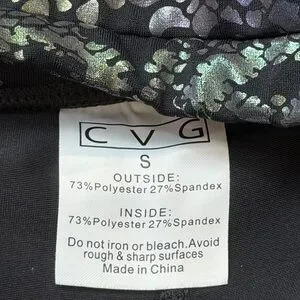 CVG
S
OUTSIDE:
73%Polyester 27%Spandex
INSIDE:
73%Polyester 27%Spandex
Do not iron or bleach.Avoid
rough & sharp surfaces
Made in China